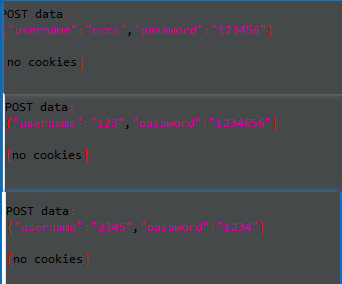 POST data:
{"username":"cccc","password":"123456"}
[no cookies]
POST data:
{"username":"123","password":"1234656"}
[no cookies]
POST data:
{"username":"2345","password":"1234"}
[no cookies]